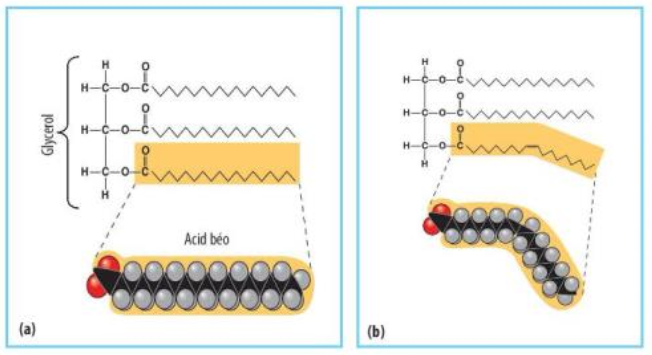 H O
H-C-O-C
O
H-C-O-C
O
H-C-O-C
H
Glycerol
Acid béo
(a)
H O
H-C-O-C
O
H-C-O-C
O
H-C-O-C
H
(b)